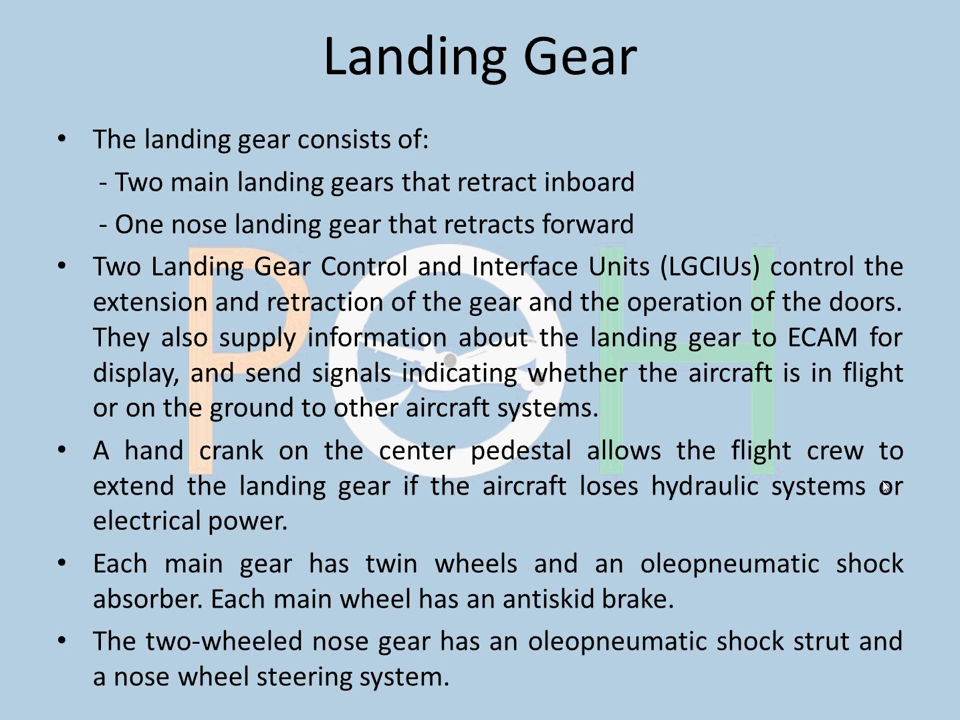 Landing Gear
• The landing gear consists of:
- Two main landing gears that retract inboard
- One nose landing gear that retracts forward
• Two Landing Gear Control and Interface Units (LGCIUs) control the
extension and retraction of the gear and the operation of the doors.
They also supply information about the landing gear to ECAM for
display, and send signals indicating whether the aircraft is in flight
or on the ground to other aircraft systems.
• A hand crank on the center pedestal allows the flight crew to
extend the landing gear if the aircraft loses hydraulic systems or
electrical power.
• Each main gear has twin wheels and an oleopneumatic shock
absorber. Each main wheel has an antiskid brake.
• The two-wheeled nose gear has an oleopneumatic shock strut and
a nose wheel steering system.
POH